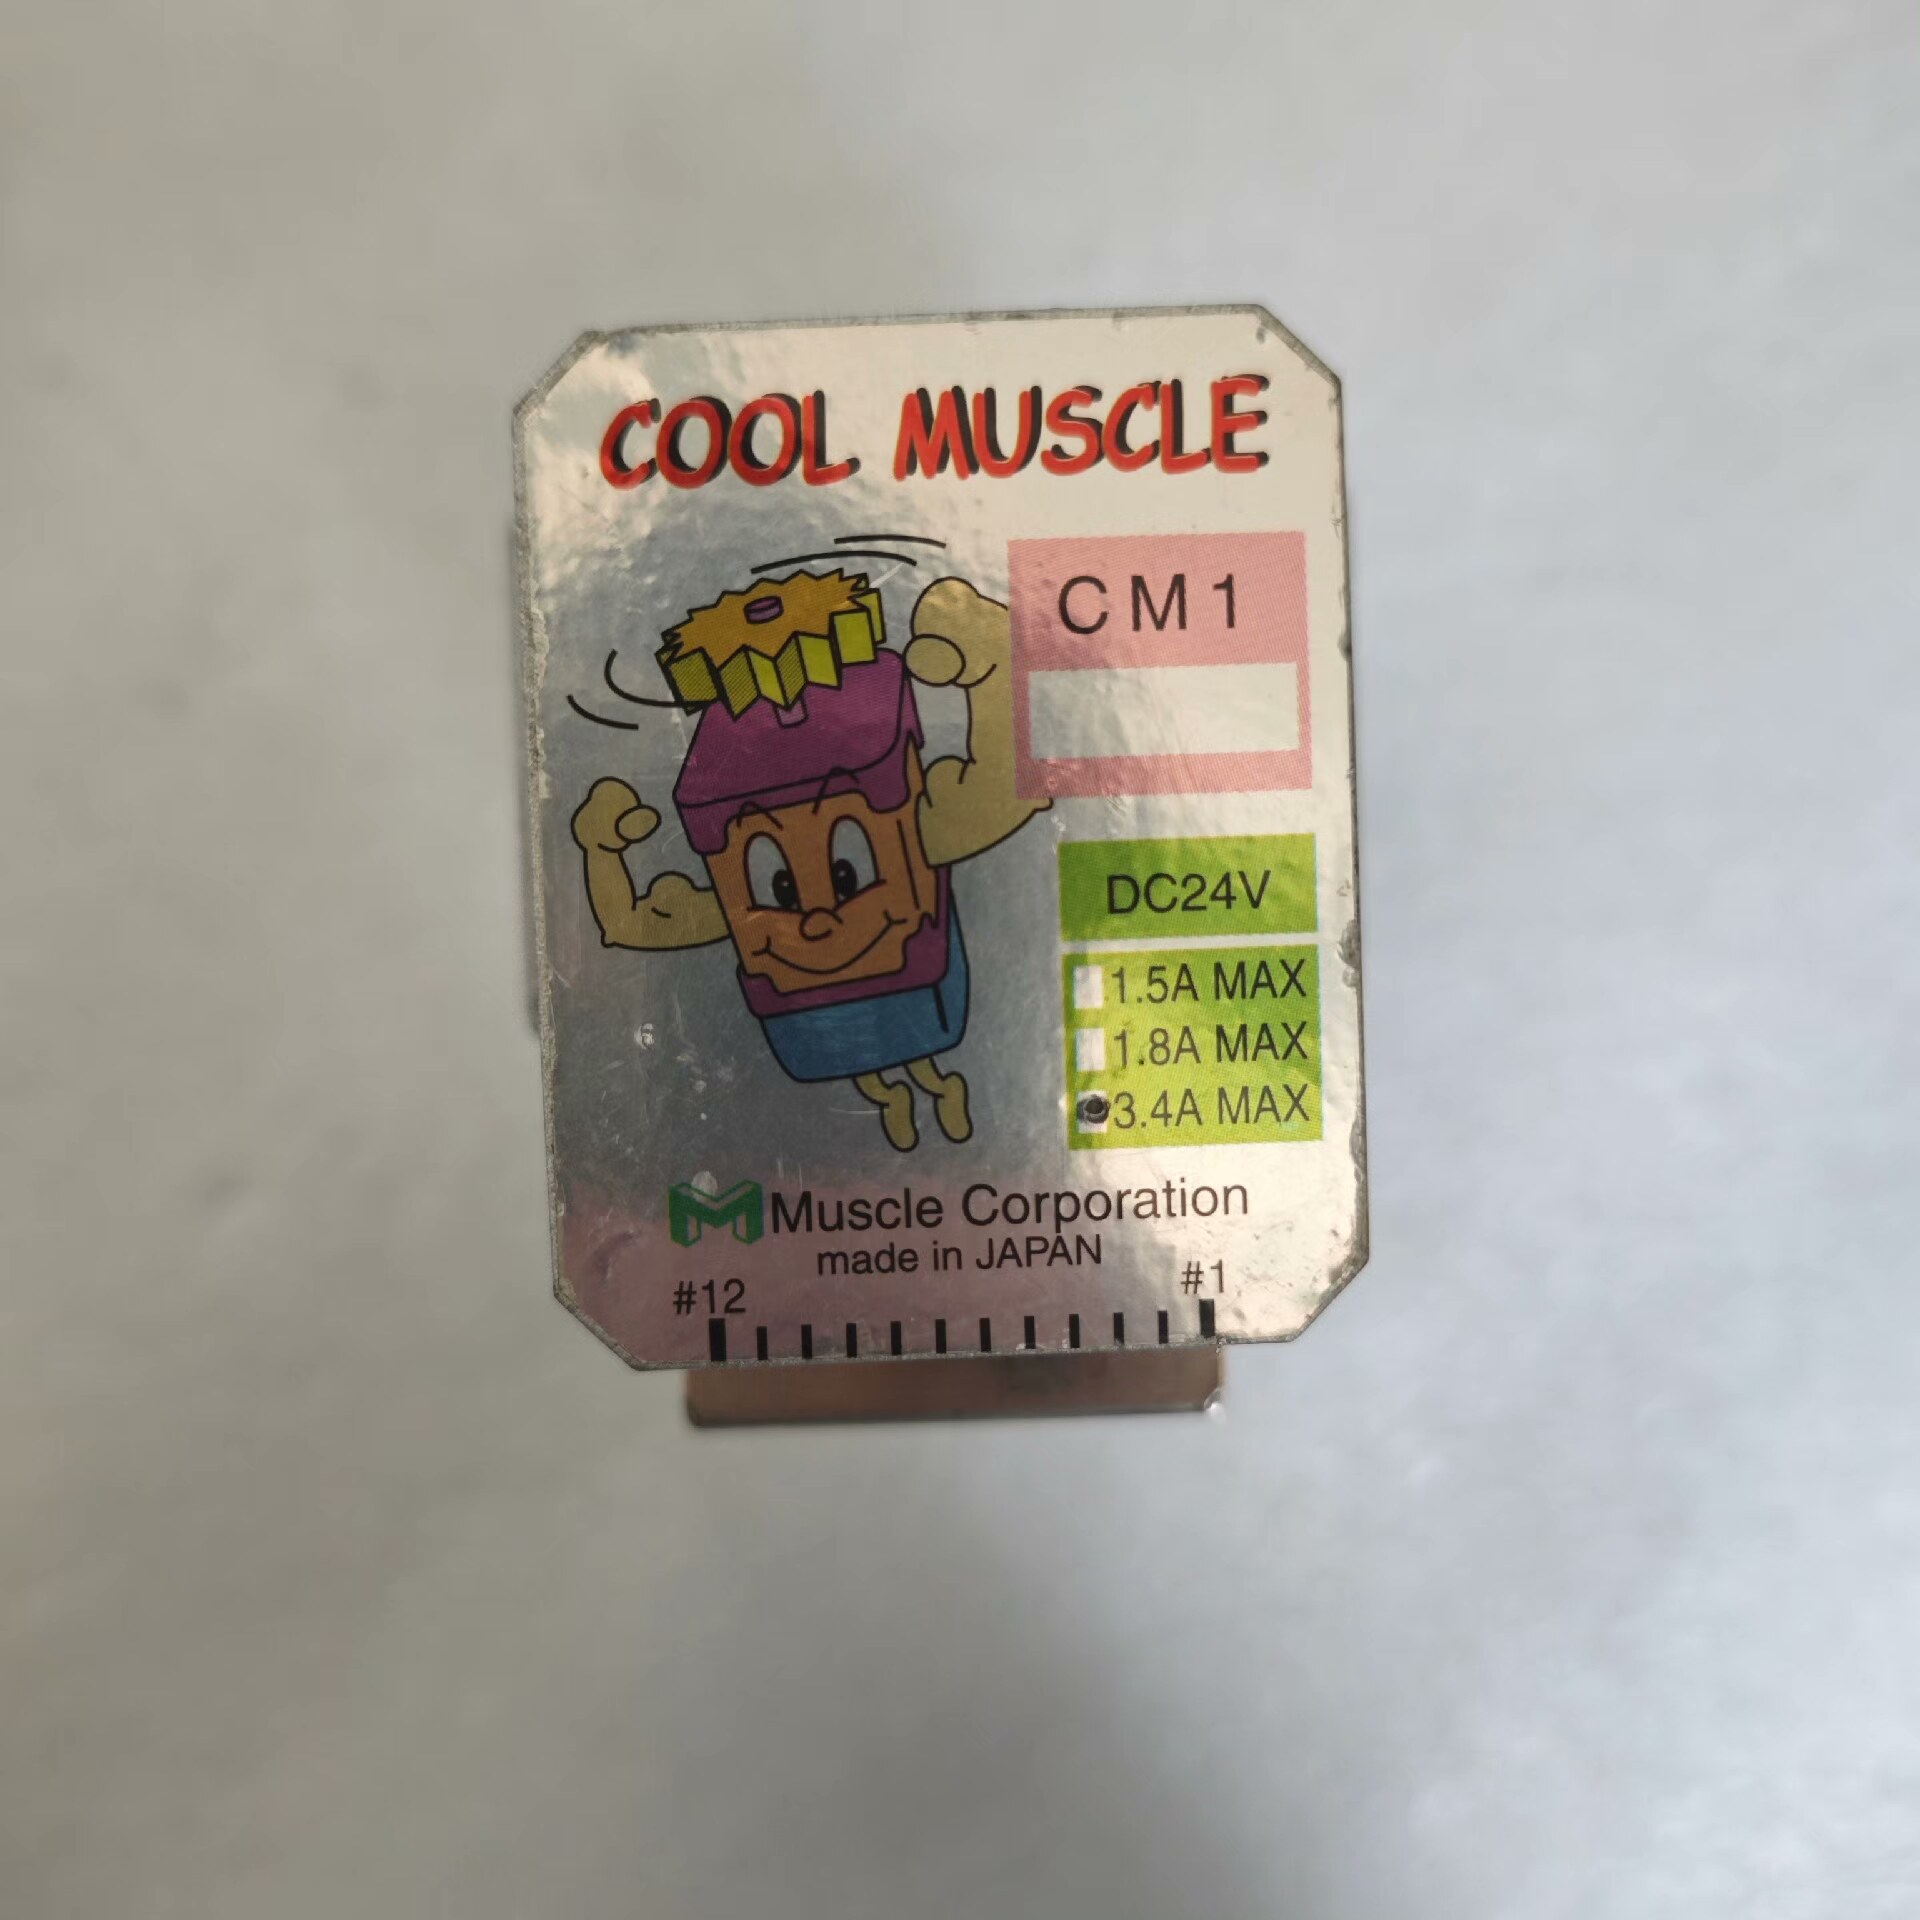 COOL MUSCLE
CM1
DC24V
1.5A MAX
1.8A MAX
3.4A MAX
Muscle Corporation
made in JAPAN
#12 #1